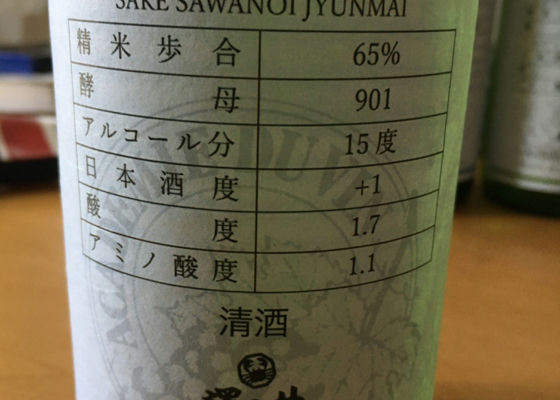 SAKE SAWANOI JYUNMAI
精米歩合 65%
酵母 901
アルコール分 15度
日本酒度 +1
酸度 1.7
アミノ酸度 1.1
清酒